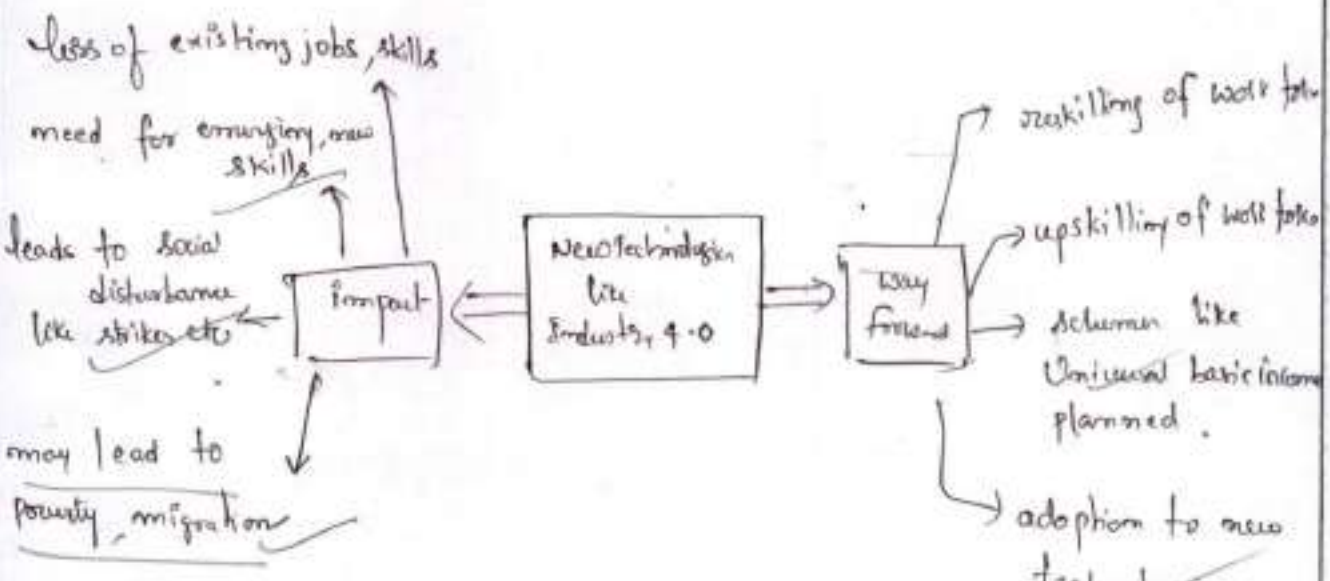 loss of existing jobs, skills
need for emerging, new
skills
leads to social
disturbance
like strikes etc
may lead to
poverty, migration
impact
New Technologies
like
Industry 4.0
Way
forward
reskilling of work
upskilling of work
schemes like
Universal basic income
planned.
adoption to new